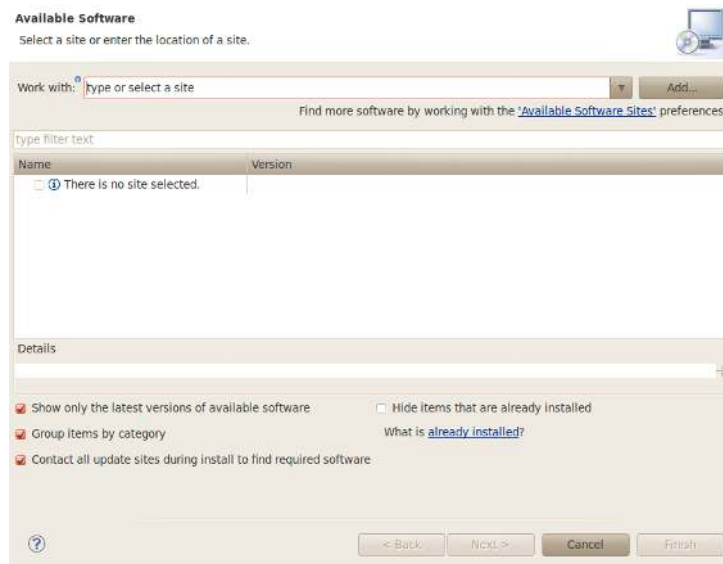 Available Software
Select a site or enter the location of a site.
Work with: type or select a site
Add...
Find more software by working with the 'Available Software Sites' preferences
type filter text
Name Version
There is no site selected.
Details
Show only the latest versions of available software
Hide items that are already installed
Group items by category
What is already installed?
Contact all update sites during install to find required software
? < Back Next > Cancel Finish